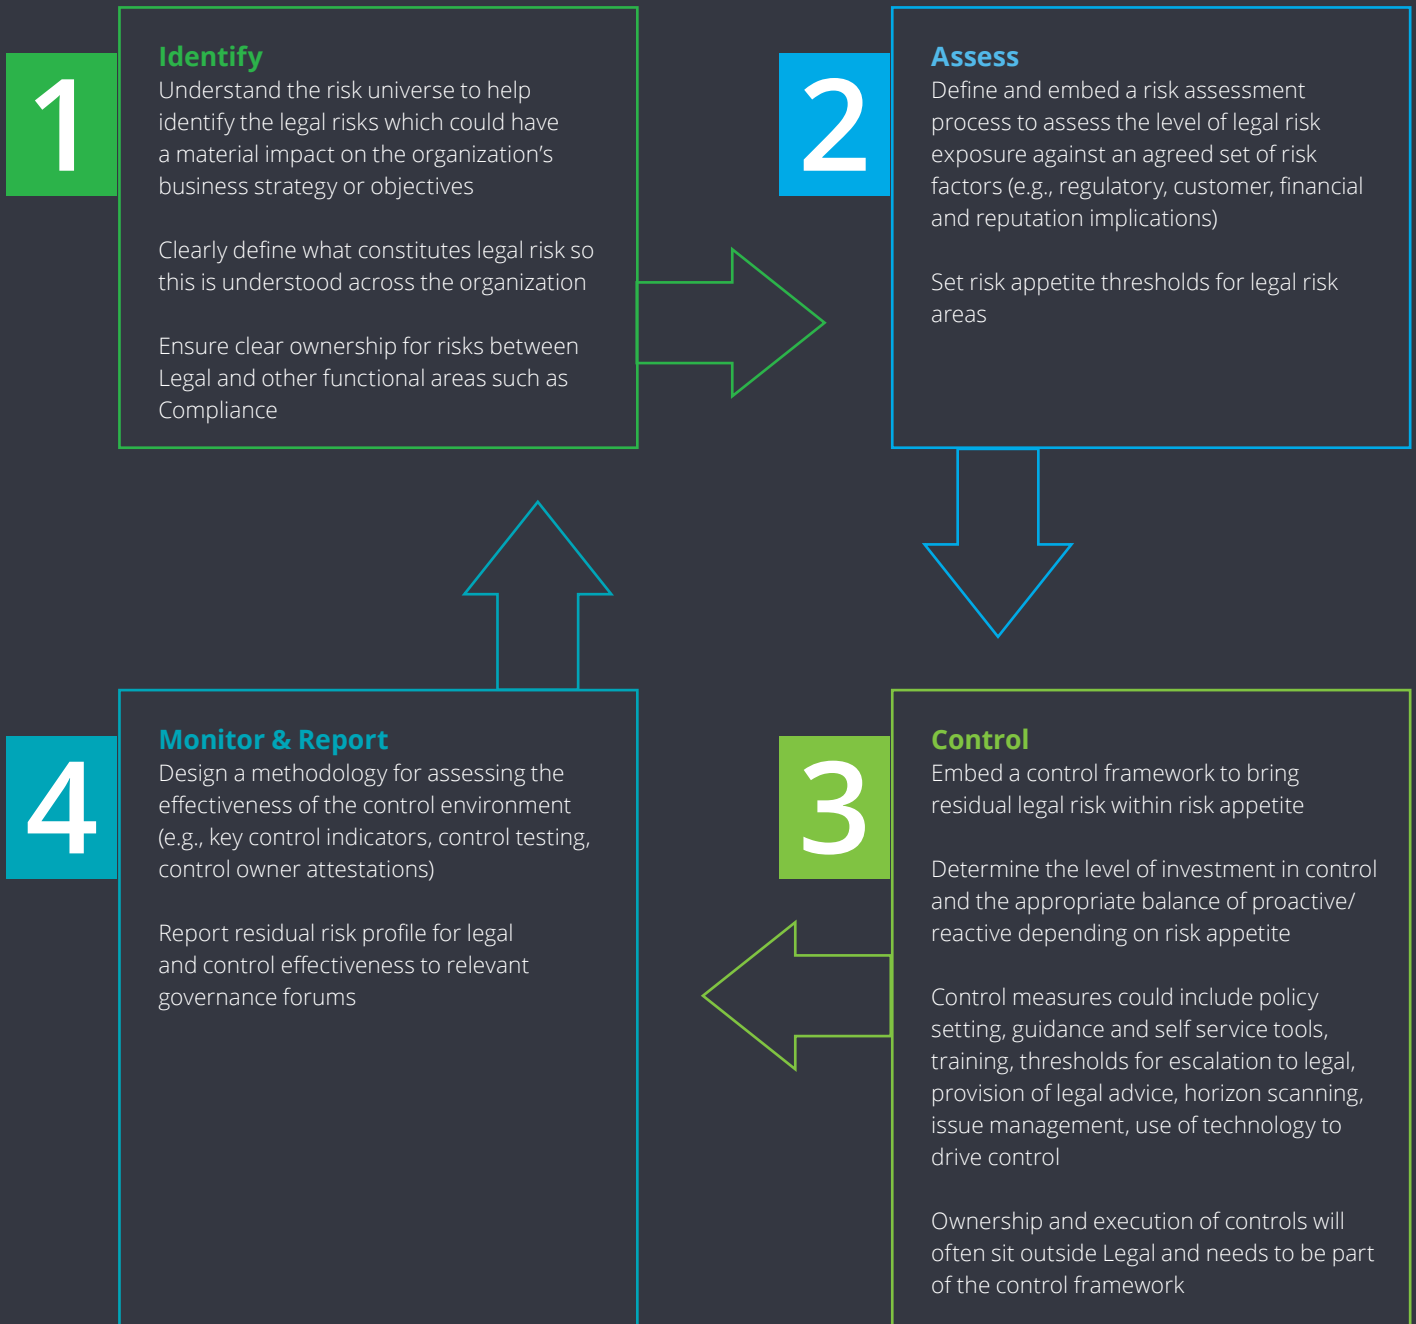 1
Identify
Understand the risk universe to help
identify the legal risks which could have
a material impact on the organization’s
business strategy or objectives
Clearly define what constitutes legal risk so
this is understood across the organization
Ensure clear ownership for risks between
Legal and other functional areas such as
Compliance
2
Assess
Define and embed a risk assessment
process to assess the level of legal risk
exposure against an agreed set of risk
factors (e.g., regulatory, customer, financial
and reputation implications)
Set risk appetite thresholds for legal risk
areas
3
Control
Embed a control framework to bring
residual legal risk within risk appetite
Determine the level of investment in control
and the appropriate balance of proactive/
reactive depending on risk appetite
Control measures could include policy
setting, guidance and self service tools,
training, thresholds for escalation to legal,
provision of legal advice, horizon scanning,
issue management, use of technology to
drive control
Ownership and execution of controls will
often sit outside Legal and needs to be part
of the control framework
4
Monitor & Report
Design a methodology for assessing the
effectiveness of the control environment
(e.g., key control indicators, control testing,
control owner attestations)
Report residual risk profile for legal
and control effectiveness to relevant
governance forums